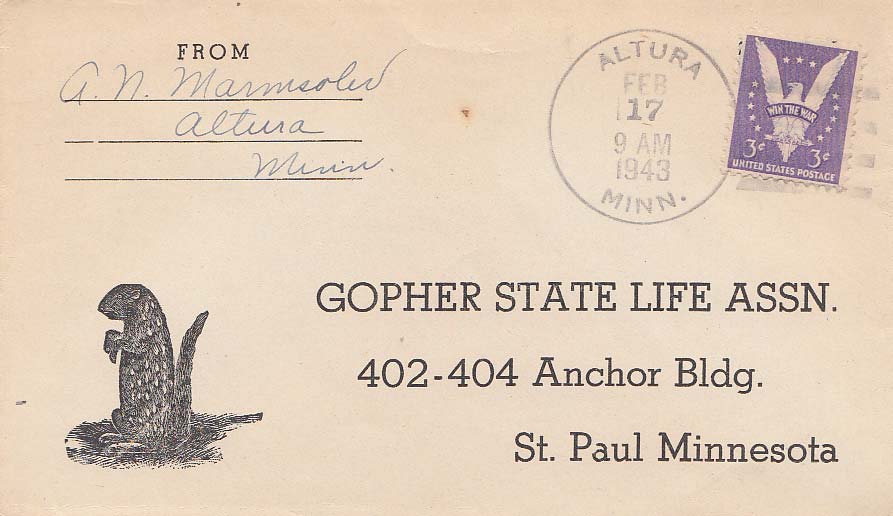 FROM
A. N. Marmsoler
Altura
Minn.
ALTURA
FEB
17
9 AM
1943
MINN.
WIN THE WAR
3¢ 3¢
UNITED STATES POSTAGE
GOPHER STATE LIFE ASSN.
402-404 Anchor Bldg.
St. Paul Minnesota